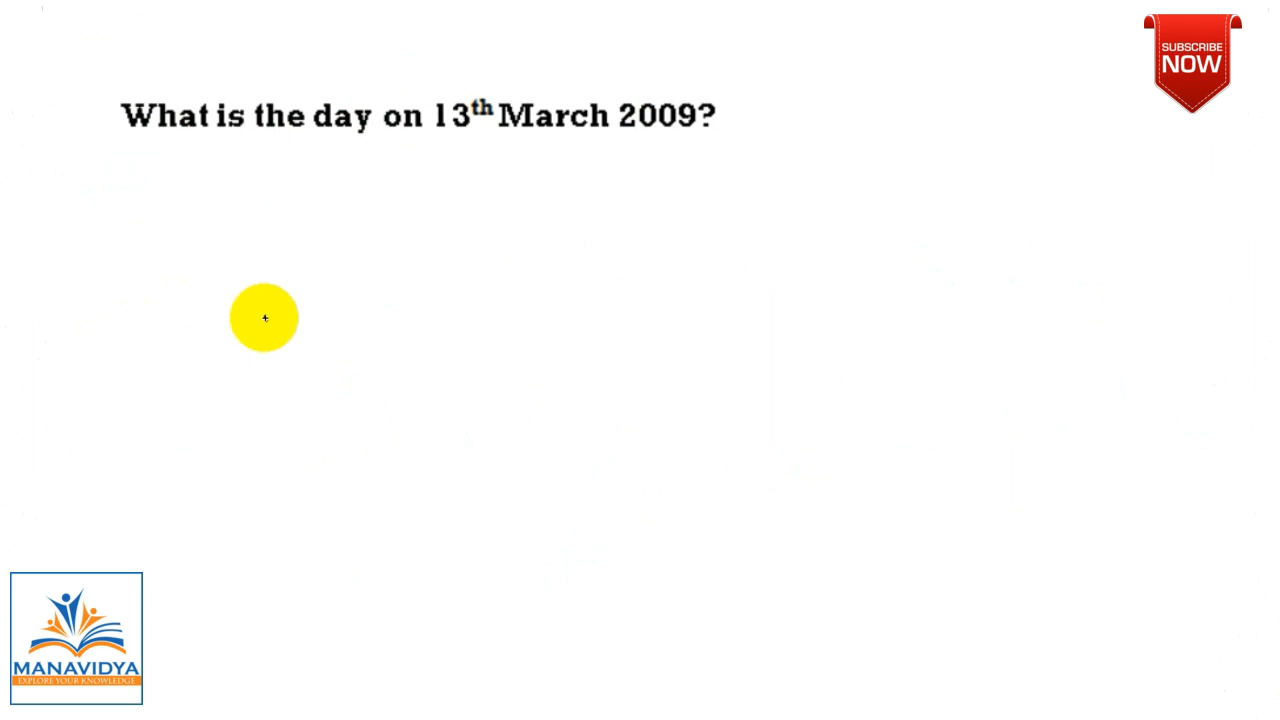 SUBSCRIBE
NOW
What is the day on 13th March 2009?
MANAVIDYA
EXPLORE YOUR KNOWLEDGE